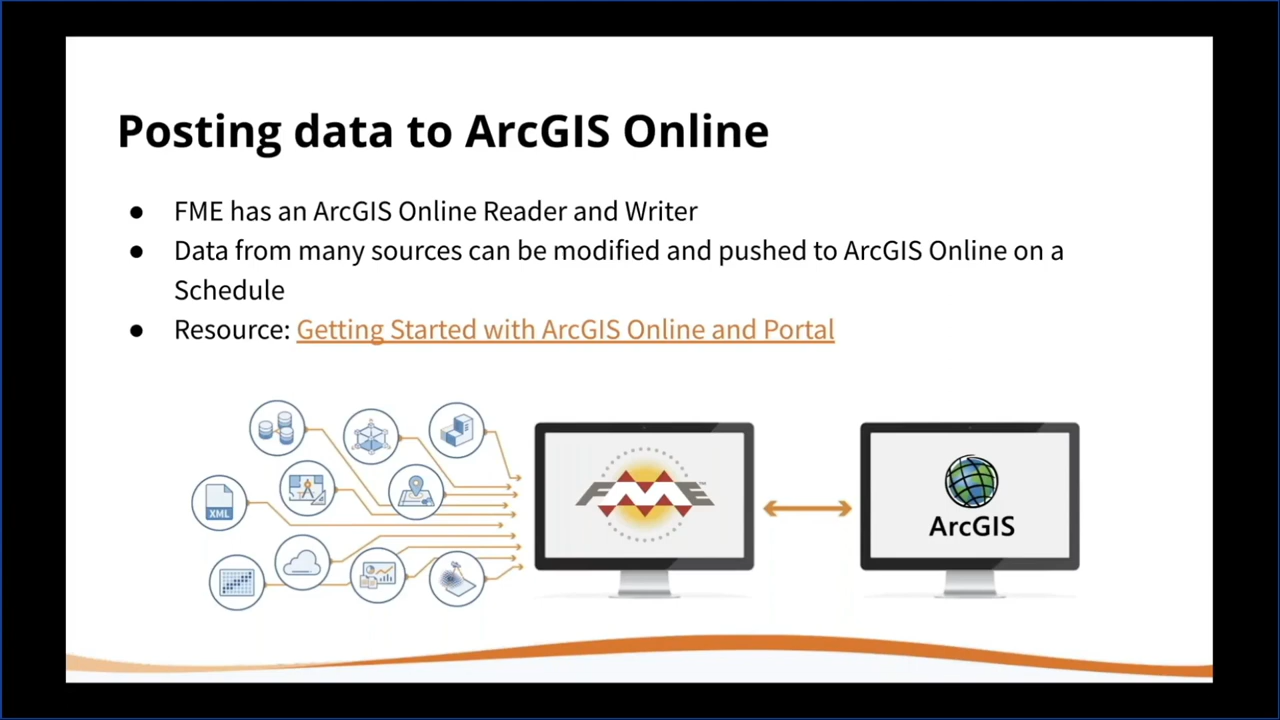 Posting data to ArcGIS Online
● FME has an ArcGIS Online Reader and Writer
● Data from many sources can be modified and pushed to ArcGIS Online on a
Schedule
● Resource: Getting Started with ArcGIS Online and Portal
XML
FME
ArcGIS